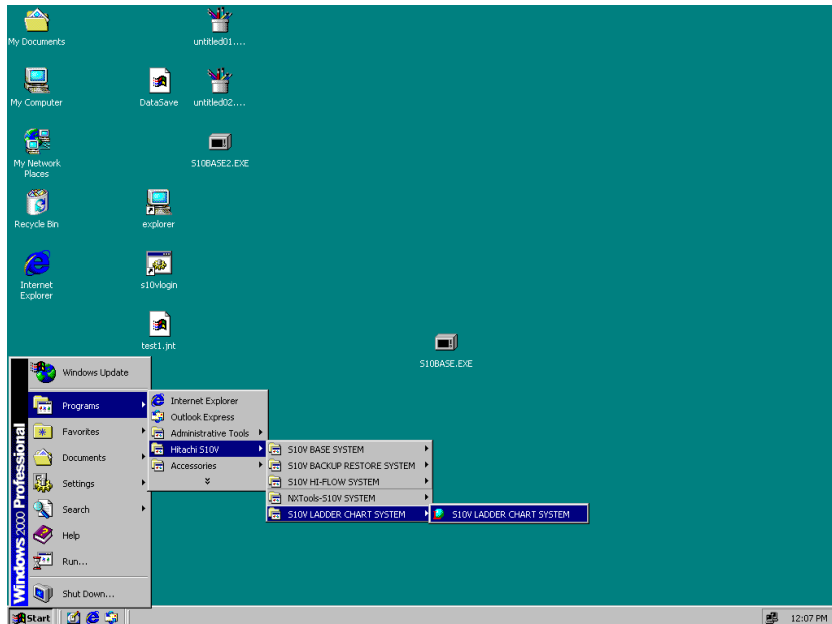 My Documents
untitled01....
My Computer
DataSave
untitled02....
My Network
Places
S10BASE2.EXE
Recycle Bin
explorer
Internet
Explorer
s10vlogin
test1.jnt
S10BASE.EXE
Windows 2000 Professional
Windows Update
Programs
Favorites
Documents
Settings
Search
Help
Run...
Shut Down...
Internet Explorer
Outlook Express
Administrative Tools
Hitachi S10V
Accessories
S10V BASE SYSTEM
S10V BACKUP RESTORE SYSTEM
S10V HI-FLOW SYSTEM
NXTools-S10V SYSTEM
S10V LADDER CHART SYSTEM
S10V LADDER CHART SYSTEM
Start
12:07 PM